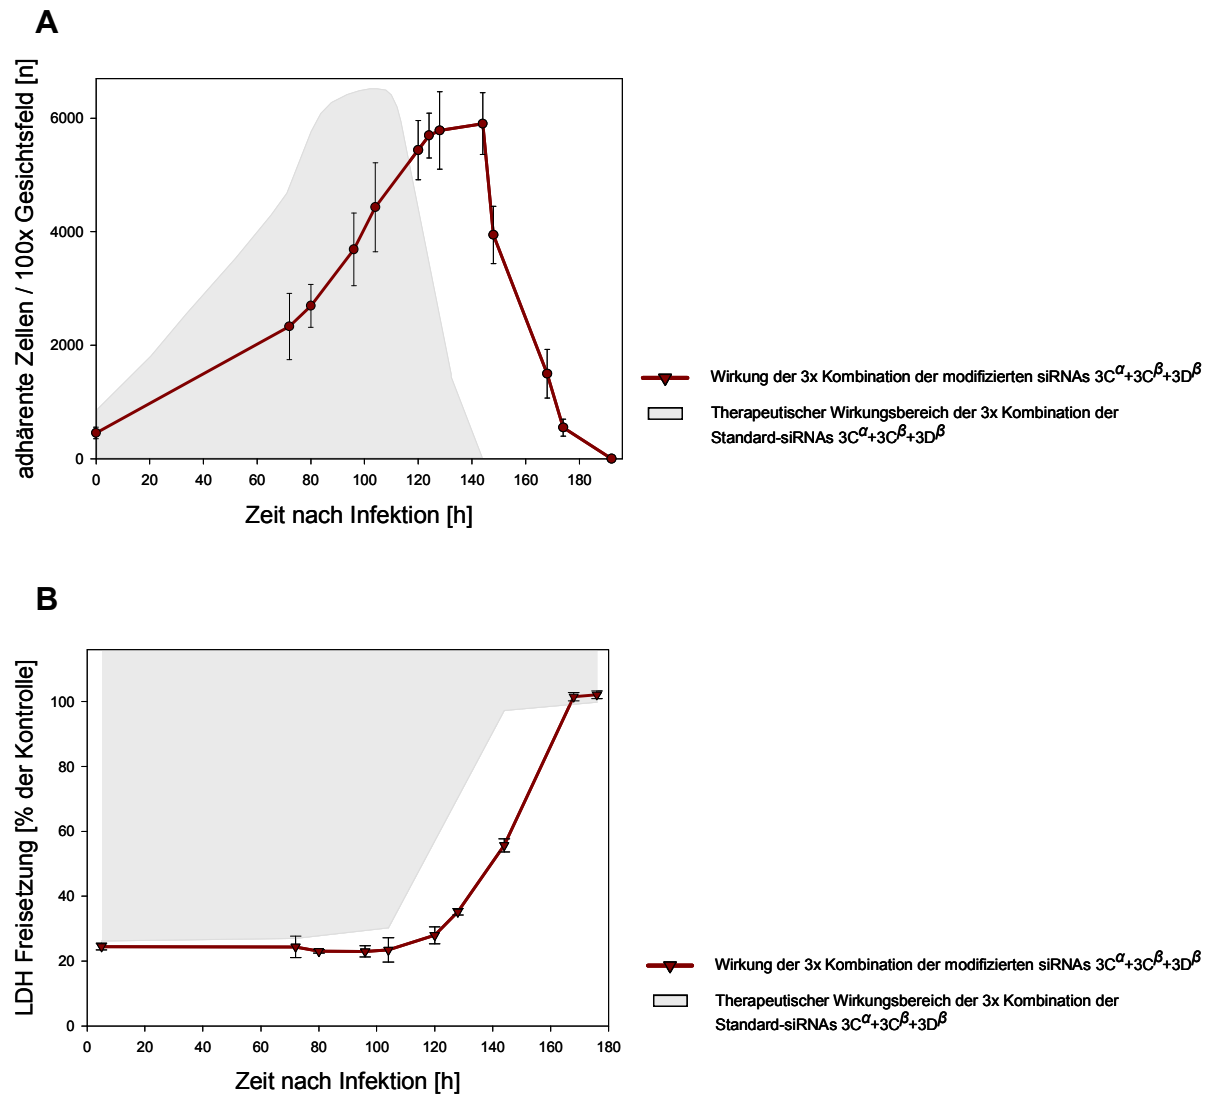 A
adhärente Zellen / 100x Gesichtsfeld [n]
6000
4000
2000
0
0 20 40 60 80 100 120 140 160 180
Zeit nach Infektion [h]
Wirkung der 3x Kombination der modifizierten siRNAs 3Cα+3Cβ+3Dβ
Therapeutischer Wirkungsbereich der 3x Kombination der
Standard-siRNAs 3Cα+3Cβ+3Dβ
B
LDH Freisetzung [% der Kontrolle]
100
80
60
40
20
0
0 20 40 60 80 100 120 140 160 180
Zeit nach Infektion [h]
Wirkung der 3x Kombination der modifizierten siRNAs 3Cα+3Cβ+3Dβ
Therapeutischer Wirkungsbereich der 3x Kombination der
Standard-siRNAs 3Cα+3Cβ+3Dβ